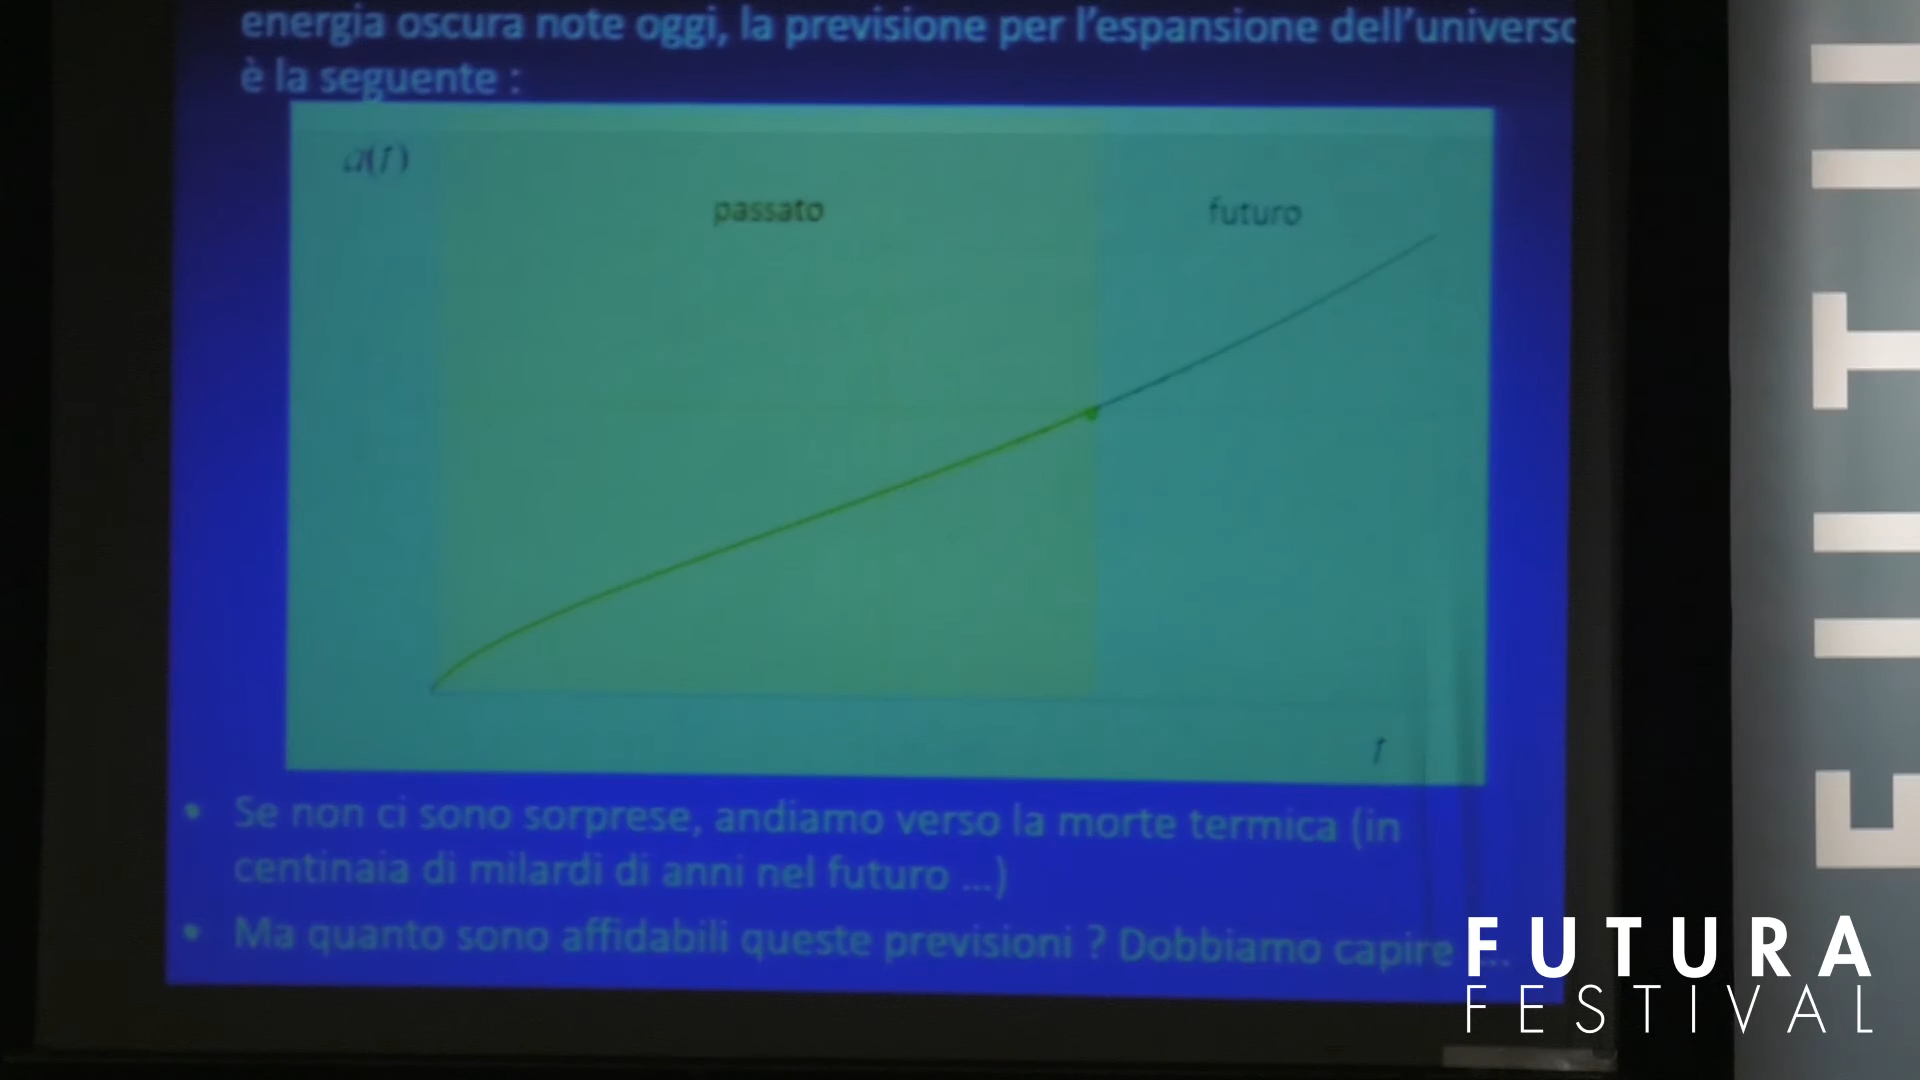 energia oscura note oggi, la previsione per l'espansione dell'universo
è la seguente :
a(t)
passato
futuro
t
• Se non ci sono sorprese, andiamo verso la morte termica (in
centinaia di milardi di anni nel futuro ...)
• Ma quanto sono affidabili queste previsioni ? Dobbiamo capire ...
FUTURA
FESTIVAL